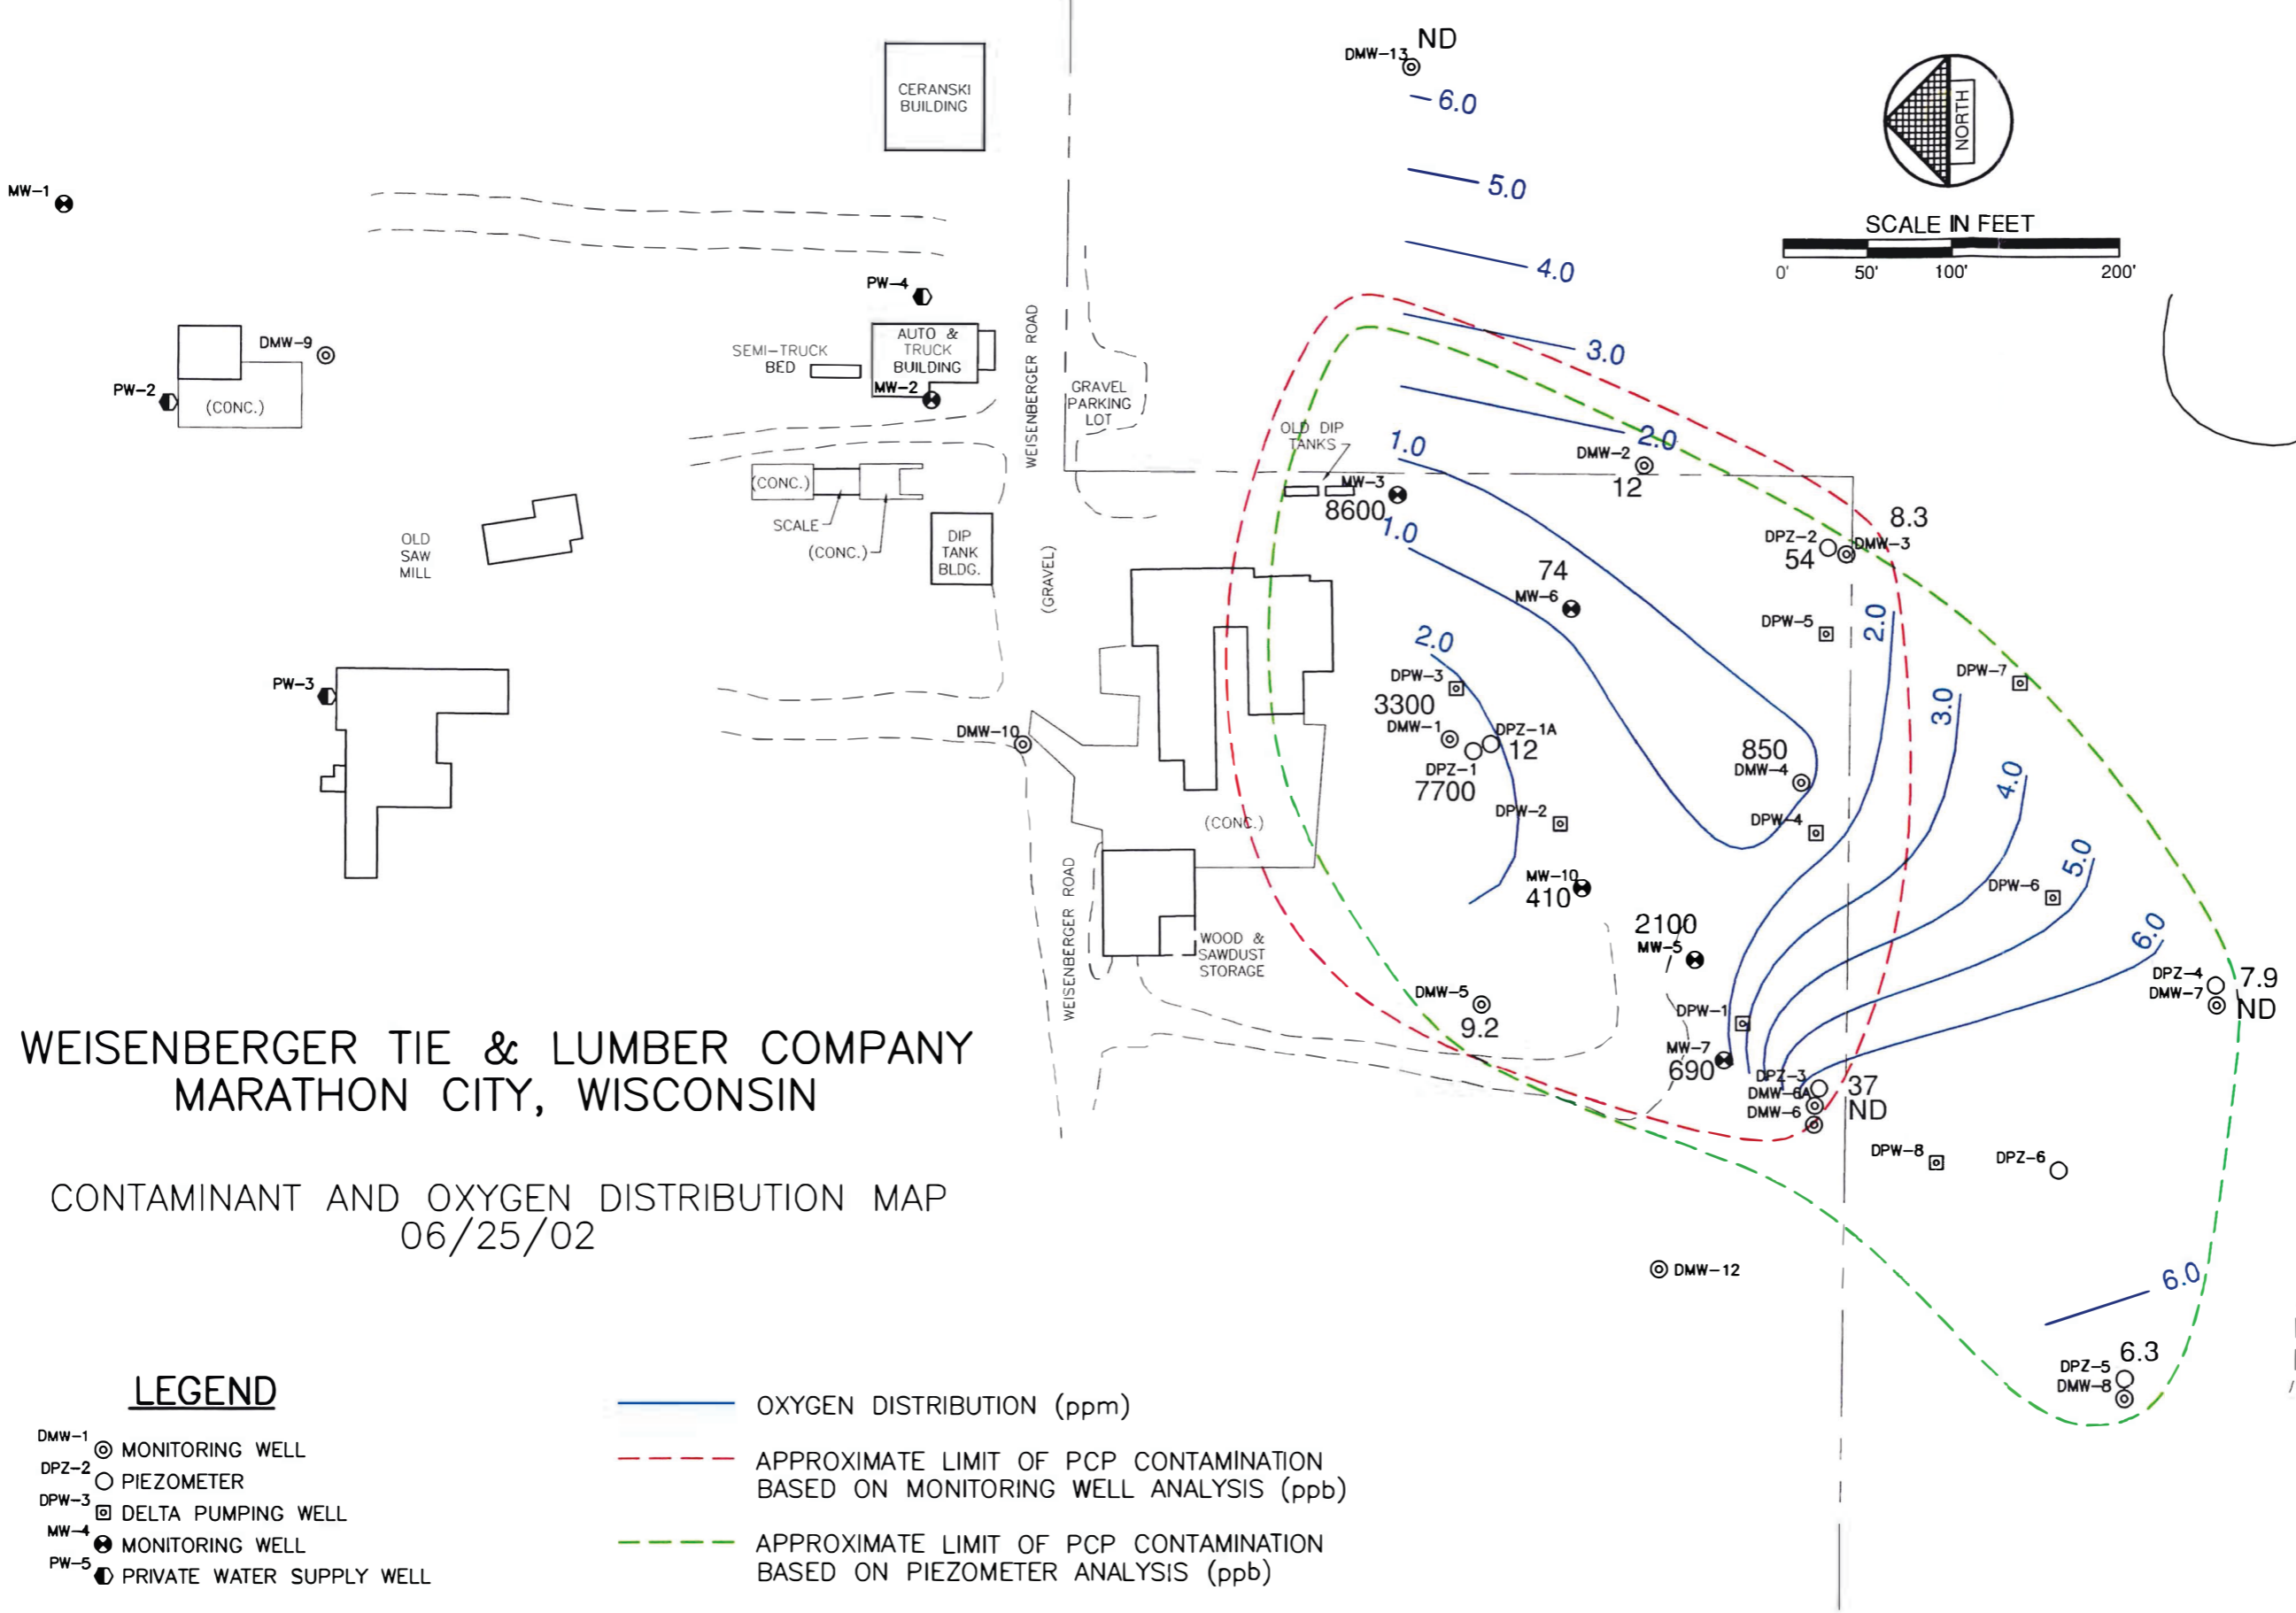 DMW-13
ND
6.0
CERANSKI
BUILDING
NORTH
MW-1
5.0
SCALE IN FEET
0'
50'
100'
200'
4.0
PW-4
WEISENBERGER ROAD
DMW-9
SEMI-TRUCK
BED
AUTO &
TRUCK
BUILDING
3.0
PW-2
(CONC.)
MW-2
GRAVEL
PARKING
LOT
OLD DIP
TANKS
1.0
2.0
DMW-2
12
(CONC.)
MW-3
8600
SCALE
(CONC.)
DIP
TANK
BLDG.
(GRAVEL)
1.0
8.3
DPZ-2
DMW-3
54
OLD
SAW
MILL
74
MW-6
DPW-5
2.0
2.0
DPW-7
PW-3
DPW-3
3300
3.0
DMW-10
DMW-1
DPZ-1A
12
DPZ-1
7700
850
DMW-4
4.0
DPW-2
DPW-4
(CONC.)
5.0
MW-10
410
DPW-6
WEISENBERGER ROAD
WOOD &
SAWDUST
STORAGE
2100
MW-5
6.0
DPZ-4
7.9
DMW-7
ND
DMW-5
9.2
DPW-1
MW-7
690
DPZ-3
37
DMW-6A
ND
DMW-6
DPW-8
DPZ-6
WEISENBERGER TIE & LUMBER COMPANY
MARATHON CITY, WISCONSIN
CONTAMINANT AND OXYGEN DISTRIBUTION MAP
06/25/02
DMW-12
6.0
6.3
DPZ-5
DMW-8
LEGEND
DMW-1 MONITORING WELL
DPZ-2 PIEZOMETER
DPW-3 DELTA PUMPING WELL
MW-4 MONITORING WELL
PW-5 PRIVATE WATER SUPPLY WELL
OXYGEN DISTRIBUTION (ppm)
APPROXIMATE LIMIT OF PCP CONTAMINATION
BASED ON MONITORING WELL ANALYSIS (ppb)
APPROXIMATE LIMIT OF PCP CONTAMINATION
BASED ON PIEZOMETER ANALYSIS (ppb)